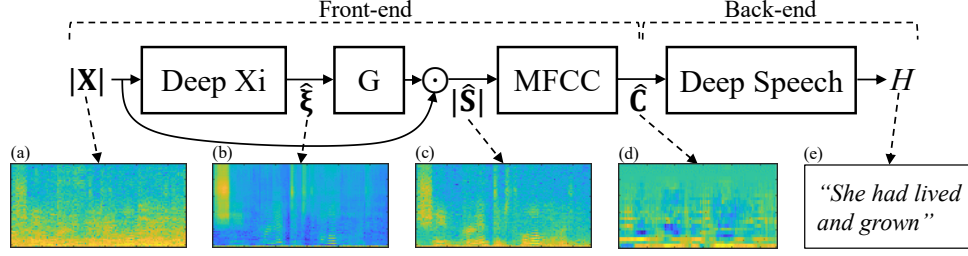 Front-end
Back-end
|X|
Deep Xi
ξ̂
G
|Ŝ|
MFCC
Ĉ
Deep Speech
H
(a)
(b)
(c)
(d)
(e)
“She had lived
and grown”